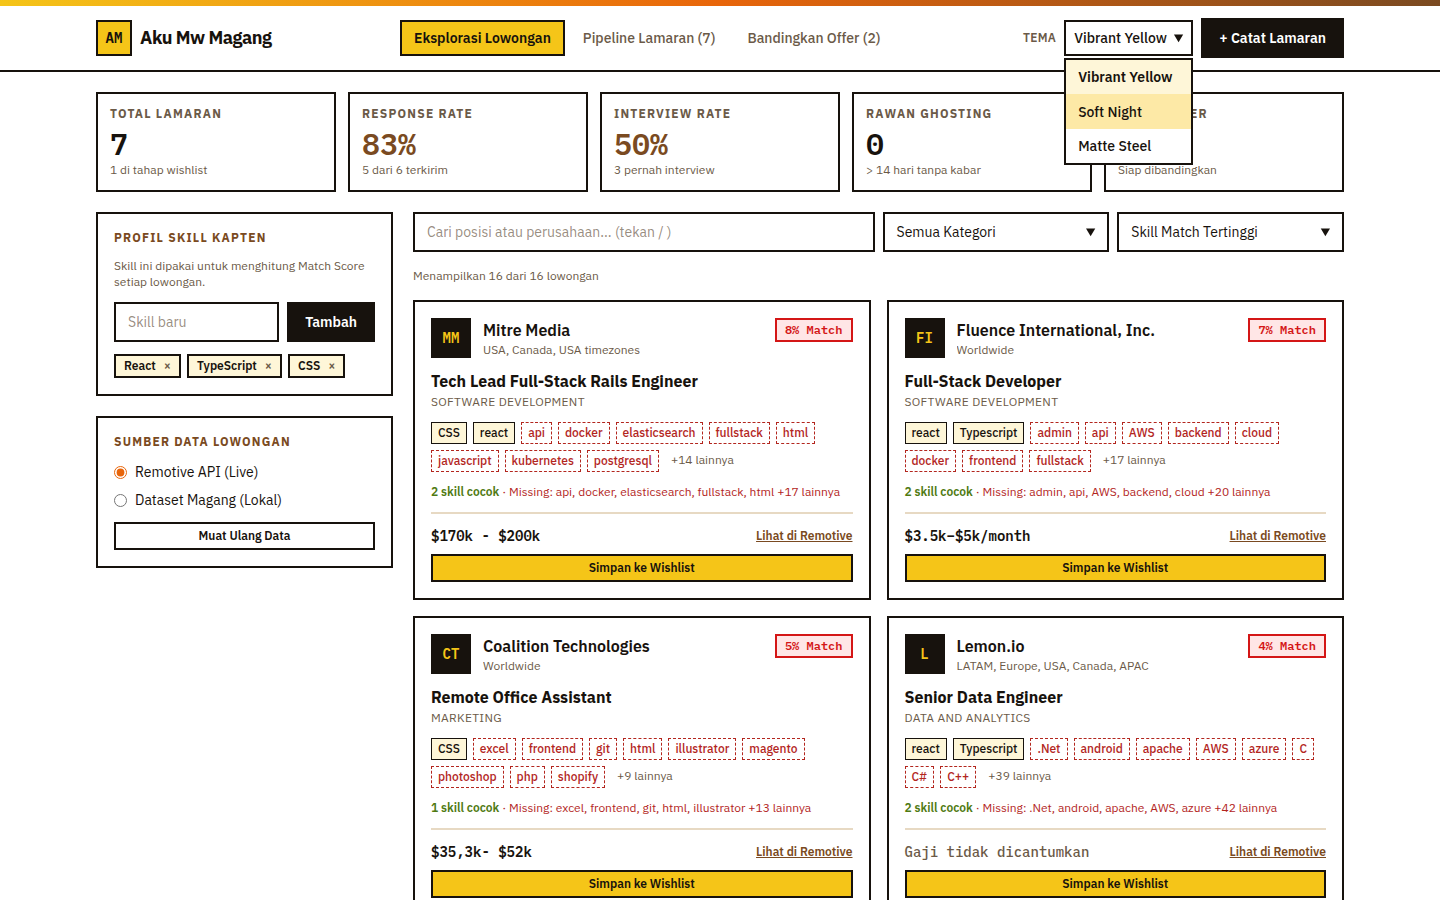 AM Aku Mw Magang
Eksplorasi Lowongan Pipeline Lamaran (7) Bandingkan Offer (2)
TEMA Vibrant Yellow ▼ + Catat Lamaran
Vibrant Yellow
Soft Night
Matte Steel
TOTAL LAMARAN
7
1 di tahap wishlist
RESPONSE RATE
83%
5 dari 6 terkirim
INTERVIEW RATE
50%
3 pernah interview
RAWAN GHOSTING
0
> 14 hari tanpa kabar
ER
Siap dibandingkan
PROFIL SKILL KAPTEN
Skill ini dipakai untuk menghitung Match Score
setiap lowongan.
Skill baru Tambah
React × TypeScript × CSS ×
SUMBER DATA LOWONGAN
Remotive API (Live)
Dataset Magang (Lokal)
Muat Ulang Data
Cari posisi atau perusahaan... (tekan / ) Semua Kategori ▼ Skill Match Tertinggi ▼
Menampilkan 16 dari 16 lowongan
MM Mitre Media 8% Match
USA, Canada, USA timezones
Tech Lead Full-Stack Rails Engineer
SOFTWARE DEVELOPMENT
CSS react api docker elasticsearch fullstack html
javascript kubernetes postgresql +14 lainnya
2 skill cocok · Missing: api, docker, elasticsearch, fullstack, html +17 lainnya
$170k - $200k Lihat di Remotive
Simpan ke Wishlist
FI Fluence International, Inc. 7% Match
Worldwide
Full-Stack Developer
SOFTWARE DEVELOPMENT
react Typescript admin api AWS backend cloud
docker frontend fullstack +17 lainnya
2 skill cocok · Missing: admin, api, AWS, backend, cloud +20 lainnya
$3.5k–$5k/month Lihat di Remotive
Simpan ke Wishlist
CT Coalition Technologies 5% Match
Worldwide
Remote Office Assistant
MARKETING
CSS excel frontend git html illustrator magento
photoshop php shopify +9 lainnya
1 skill cocok · Missing: excel, frontend, git, html, illustrator +13 lainnya
$35,3k- $52k Lihat di Remotive
Simpan ke Wishlist
L Lemon.io 4% Match
LATAM, Europe, USA, Canada, APAC
Senior Data Engineer
DATA AND ANALYTICS
react Typescript .Net android apache AWS azure C
C# C++ +39 lainnya
2 skill cocok · Missing: .Net, android, apache, AWS, azure +42 lainnya
Gaji tidak dicantumkan Lihat di Remotive
Simpan ke Wishlist